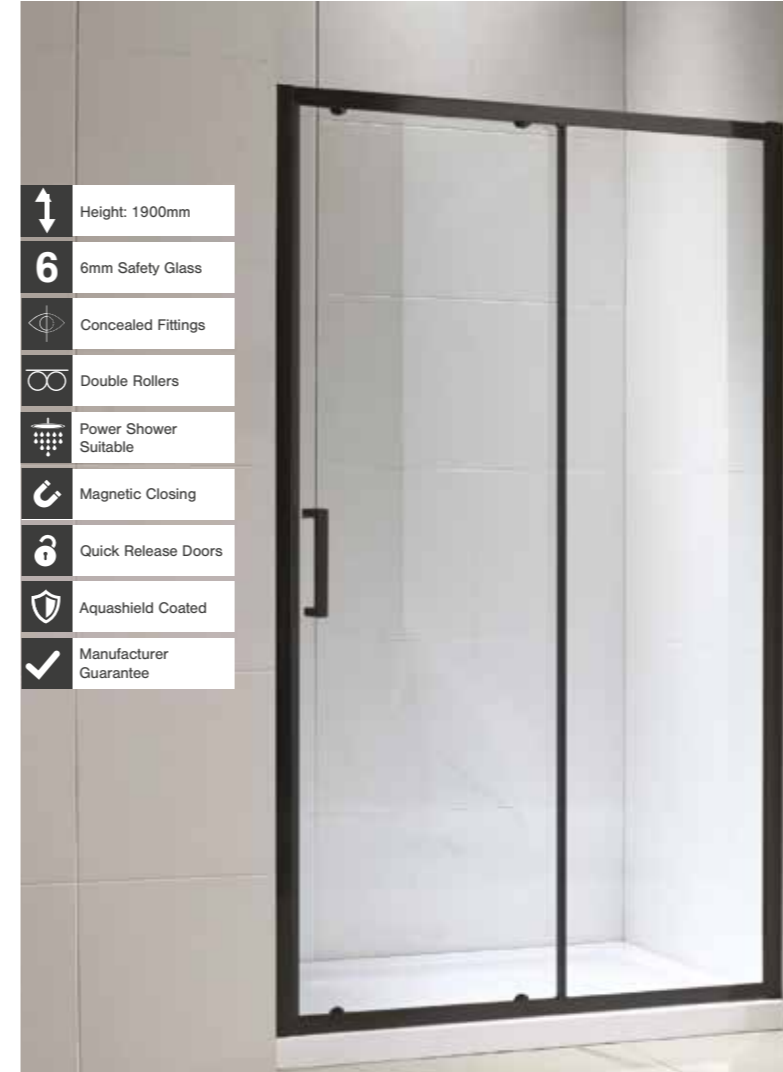 Height: 1900mm
6
6mm Safety Glass
Concealed Fittings
Double Rollers
Power Shower
Suitable
Magnetic Closing
Quick Release Doors
Aquashield Coated
Manufacturer
Guarantee